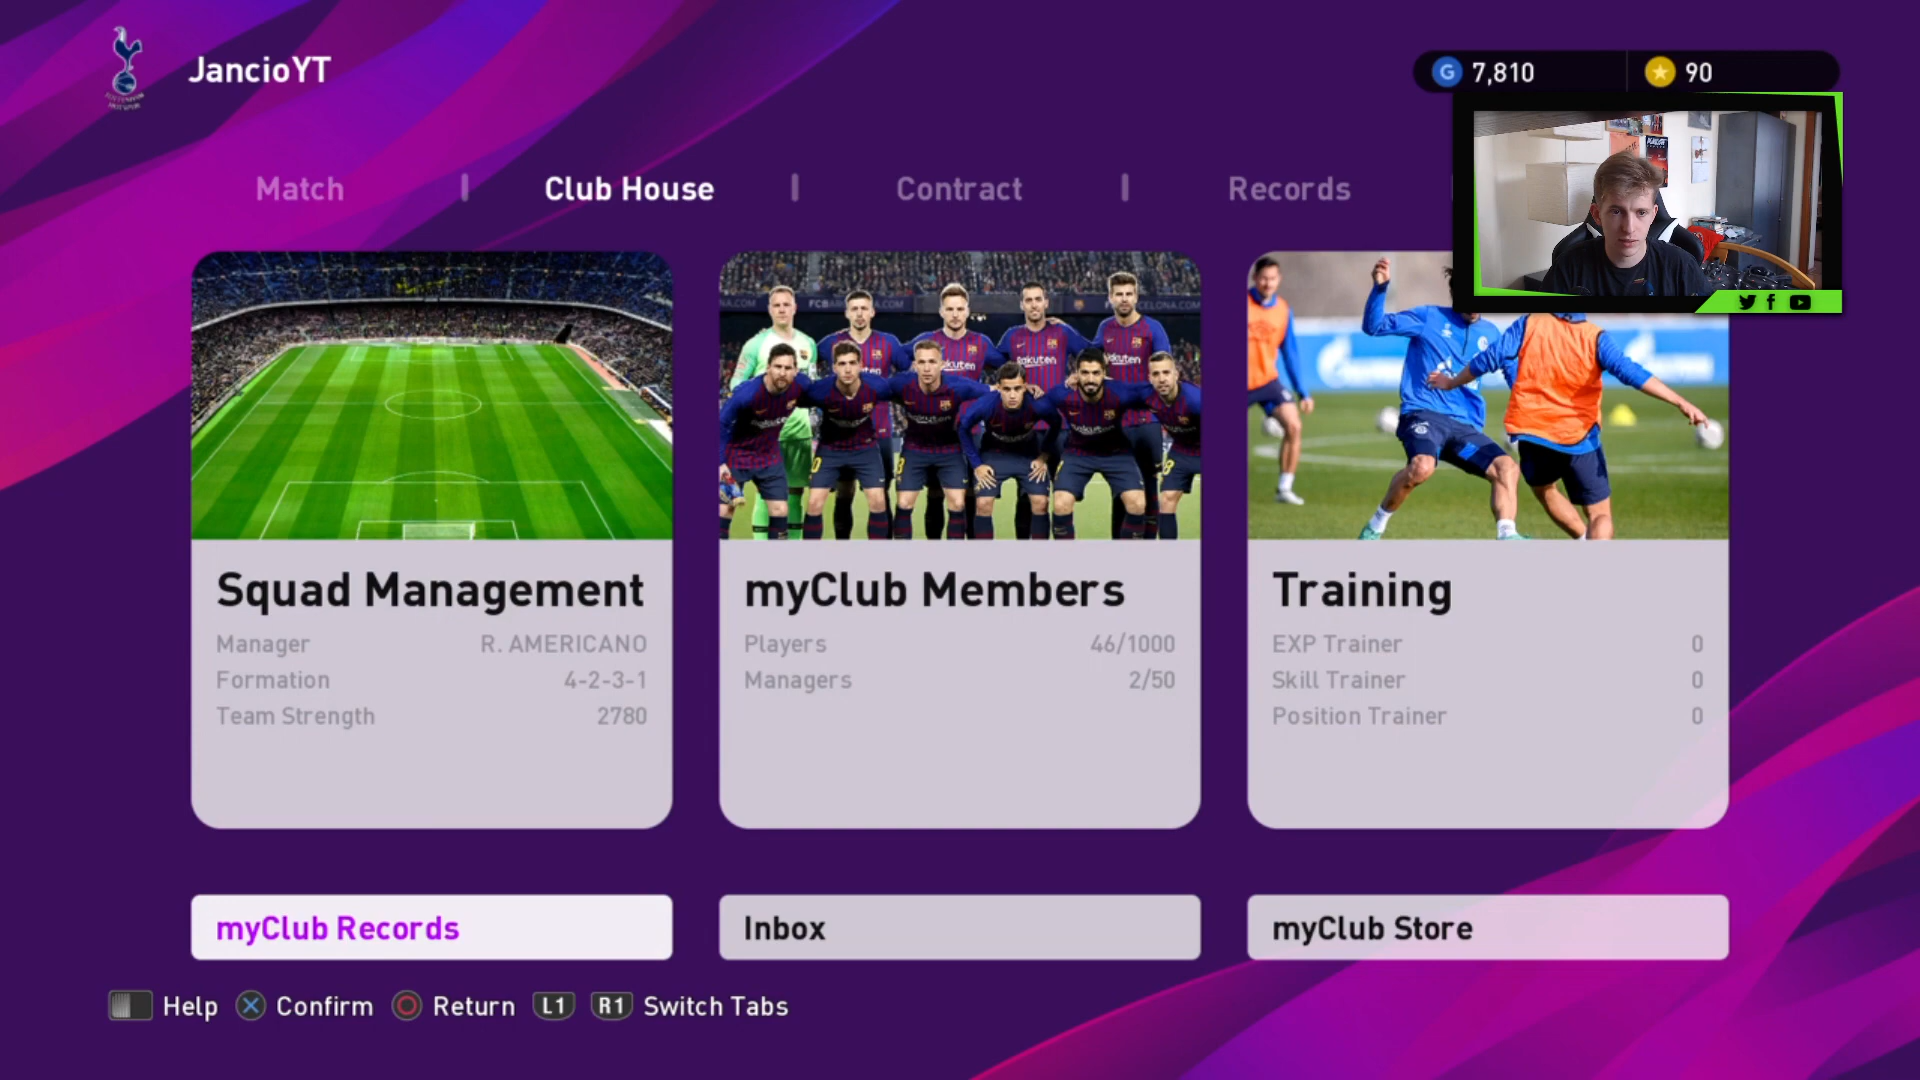 JancioYT
G 7,810 90
Match Club House Contract Records
Squad Management
Manager R. AMERICANO
Formation 4-2-3-1
Team Strength 2780
myClub Members
Players 46/1000
Managers 2/50
Training
EXP Trainer 0
Skill Trainer 0
Position Trainer 0
myClub Records
Inbox
myClub Store
Help Confirm Return L1 R1 Switch Tabs